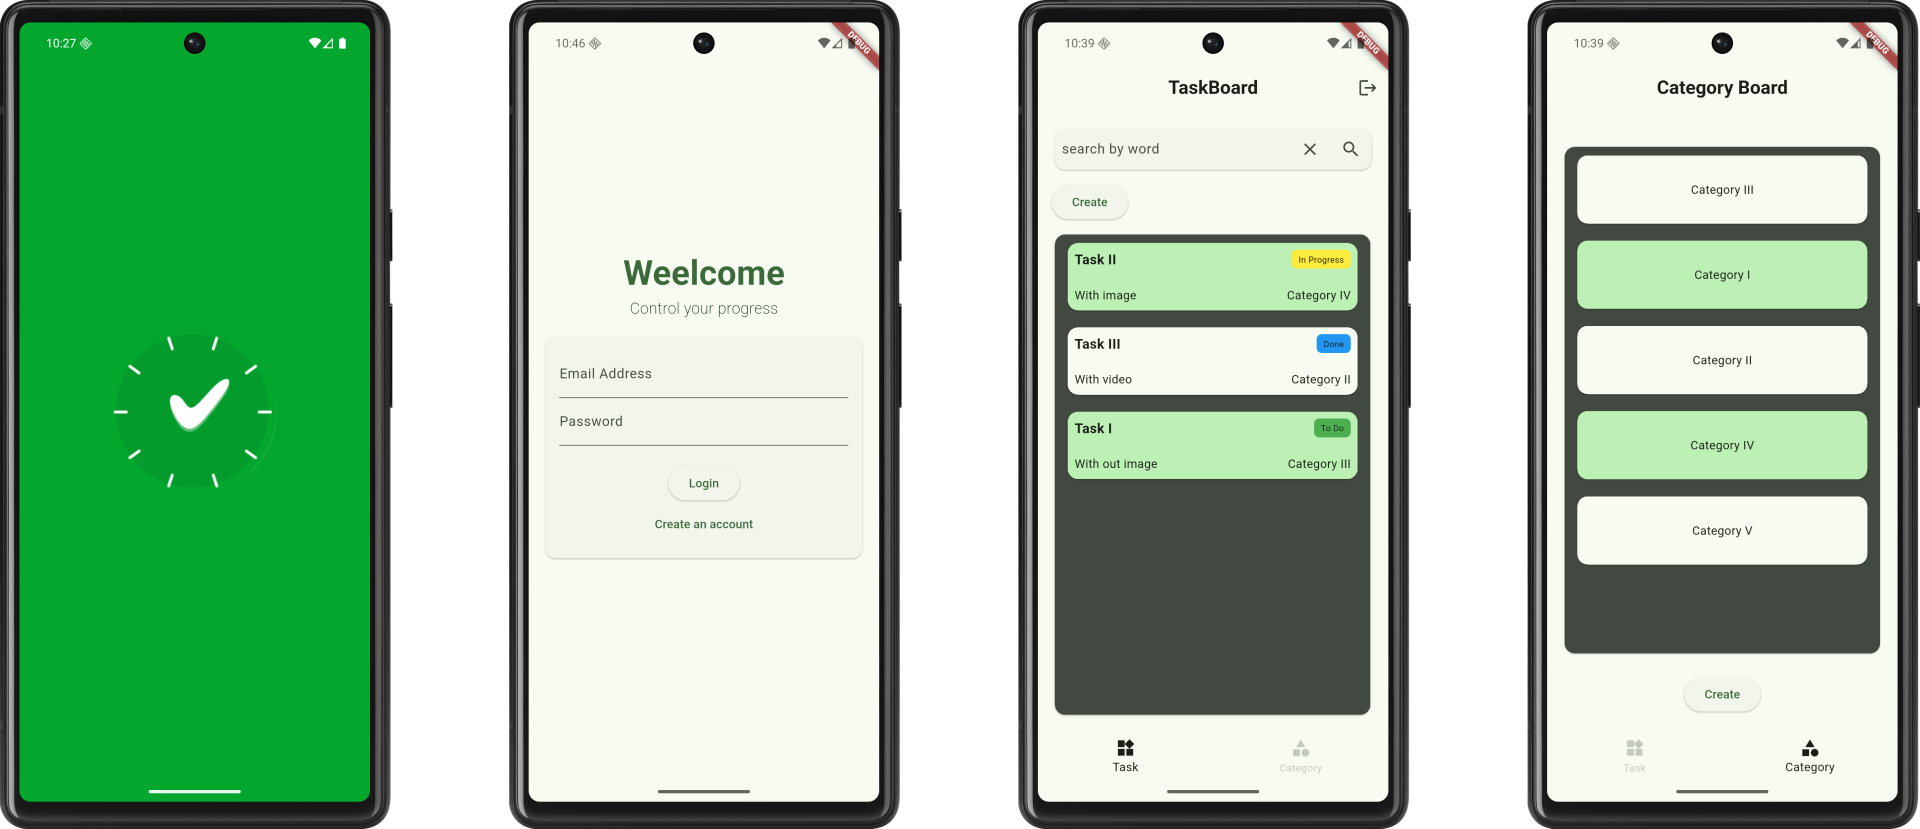 10:27
10:46
DEBUG
Weelcome
Control your progress
Email Address
Password
Login
Create an account
10:39
DEBUG
TaskBoard
search by word
Create
Task II
In Progress
With image
Category IV
Task III
Done
With video
Category II
Task I
To Do
With out image
Category III
Task
Category
10:39
DEBUG
Category Board
Category III
Category I
Category II
Category IV
Category V
Create
Task
Category